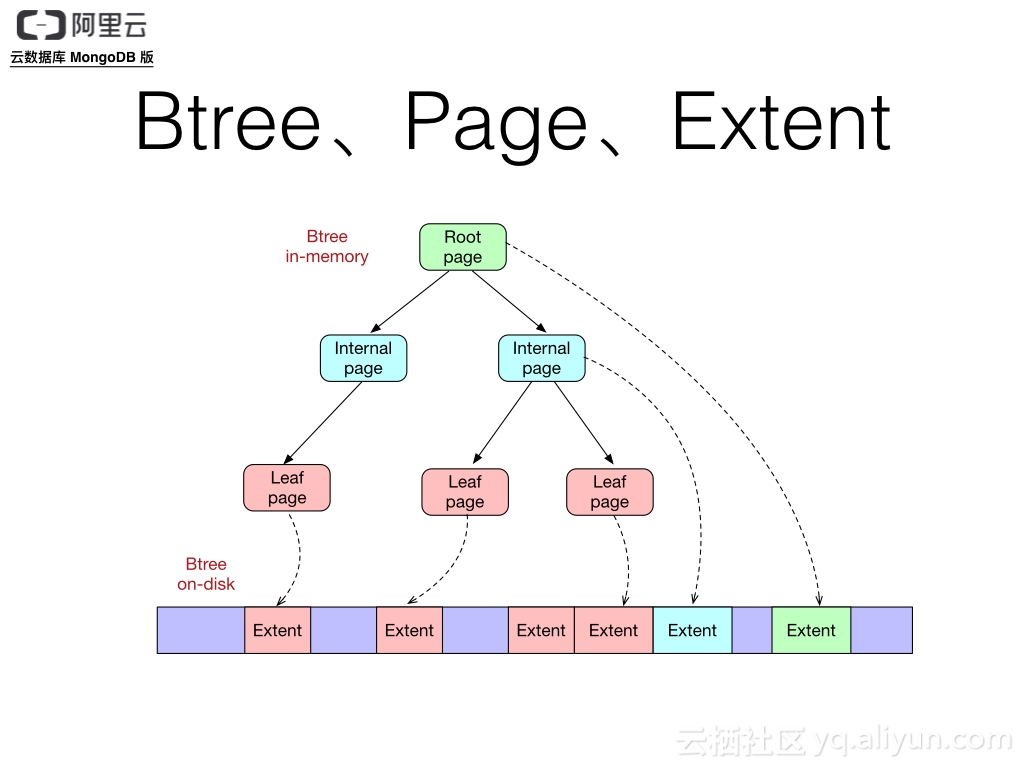 阿里云
云数据库 MongoDB 版
Btree、Page、Extent
Btree
in-memory
Root
page
Internal
page
Internal
page
Leaf
page
Leaf
page
Leaf
page
Btree
on-disk
Extent
Extent
Extent
Extent
Extent
Extent
云栖社区 yq.aliyun.com